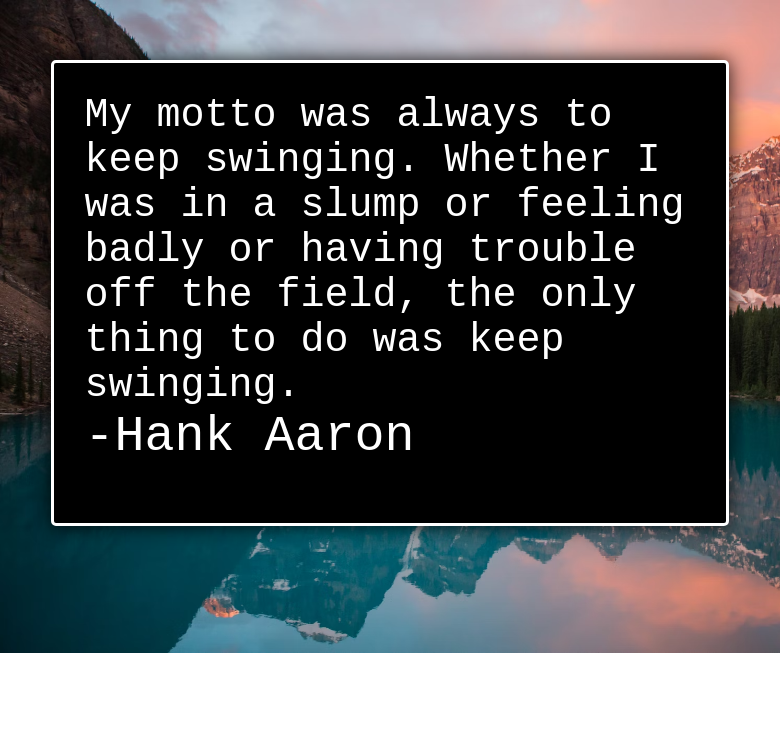 My motto was always to
keep swinging. Whether I
was in a slump or feeling
badly or having trouble
off the field, the only
thing to do was keep
swinging.
-Hank Aaron